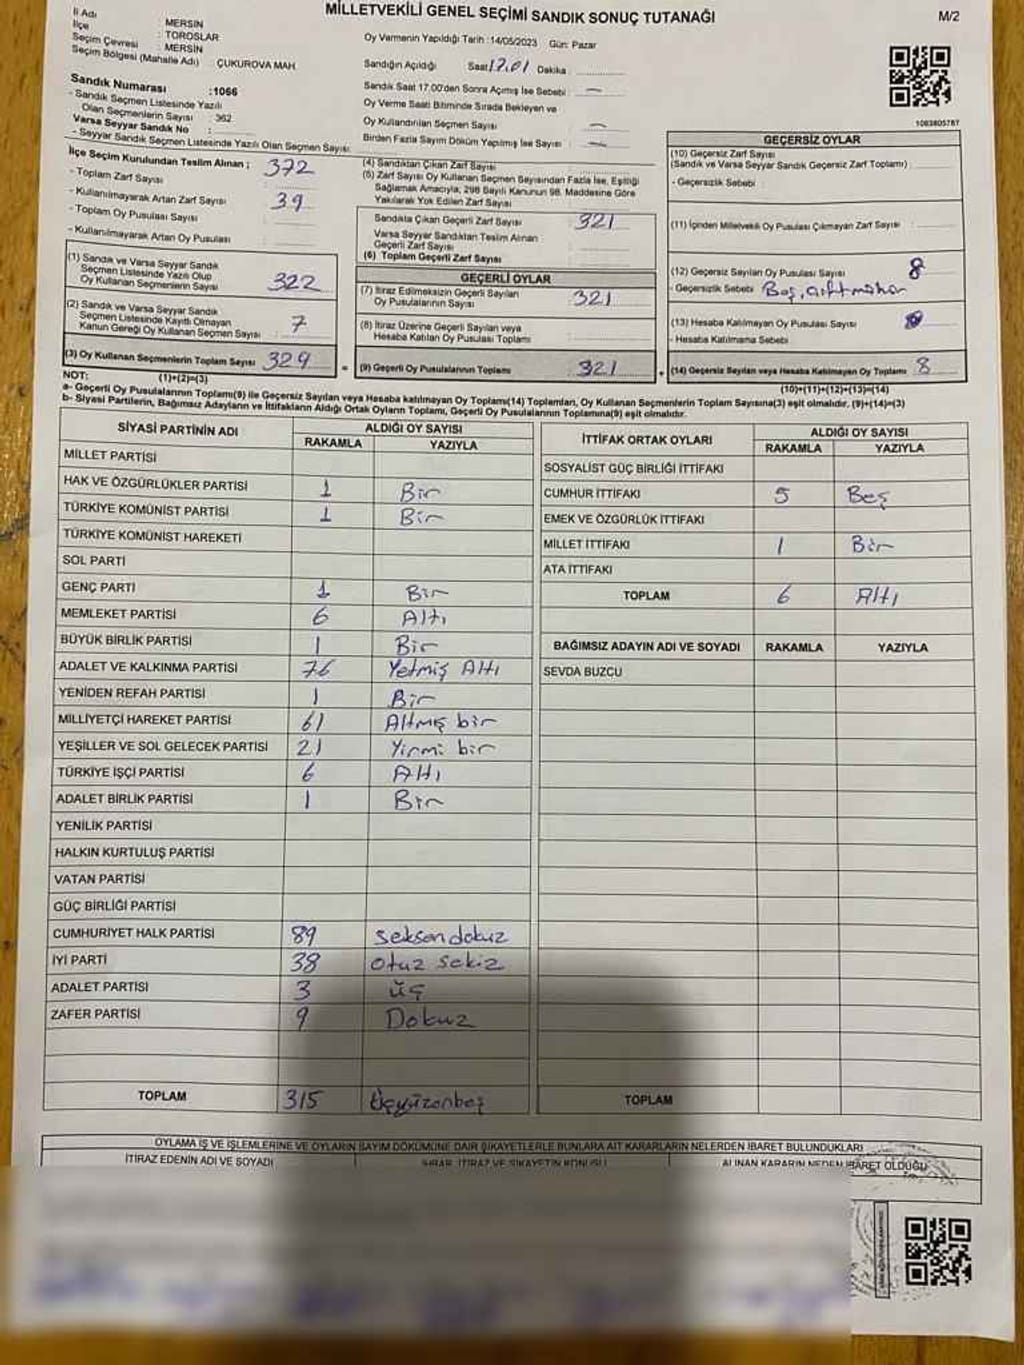 MİLLETVEKİLİ GENEL SEÇİMİ SANDIK SONUÇ TUTANAĞI
M/2
İl Adı : MERSİN
İlçe : TOROSLAR
Seçim Çevresi : MERSİN
Seçim Bölgesi (Mahalle Adı) : ÇUKUROVA MAH
Oy Vermenin Yapıldığı Tarih :14/05/2023 Gün: Pazar
Sandığın Açıldığı Saat 17.01 Dakika :
Sandık Saat 17.00'den Sonra Açımış İse Sebebi : —
Oy Verme Saati Bitiminde Sırada Bekleyen ve
Oy Kullandırılan Seçmen Sayısı : —
Birden Fazla Sayım Döküm Yapılmış İse Sayısı : —
Sandık Numarası :1066
- Sandık Seçmen Listesinde Yazılı
Olan Seçmenlerin Sayısı : 362
Varsa Seyyar Sandık No :
- Seyyar Sandık Seçmen Listesinde Yazılı Olan Seçmen Sayısı:
1083805787
İlçe Seçim Kurulundan Teslim Alınan ; 372
- Toplam Zarf Sayısı
- Kullanılmayarak Artan Zarf Sayısı : 39
- Toplam Oy Pusulası Sayısı
- Kullanılmayarak Artan Oy Pusulası
(1) Sandık ve Varsa Seyyar Sandık
Seçmen Listesinde Yazılı Olup
Oy Kullanan Seçmenlerin Sayısı : 322
(2) Sandık ve Varsa Seyyar Sandık
Seçmen Listesinde Kayıtlı Olmayan
Kanun Gereği Oy Kullanan Seçmen Sayısı : 7
(3) Oy Kullanan Seçmenlerin Toplam Sayısı : 329 =
(4) Sandıktan Çıkan Zarf Sayısı
(5) Zarf Sayısı Oy Kullanan Seçmen Sayısından Fazla İse, Eşitliği
Sağlamak Amacıyla, 298 Sayılı Kanunun 98. Maddesine Göre
Yakılarak Yok Edilen Zarf Sayısı
Sandıkta Çıkan Geçerli Zarf Sayısı : 321
Varsa Seyyar Sandıktan Teslim Alınan
Geçerli Zarf Sayısı
(6) Toplam Geçerli Zarf Sayısı
GEÇERLİ OYLAR
(7) İtiraz Edilmeksizin Geçerli Sayılan
Oy Pusulalarının Sayısı : 321
(8) İtiraz Üzerine Geçerli Sayılan veya
Hesaba Katılan Oy Pusulası Toplamı
(9) Geçerli Oy Pusulalarının Toplamı : 321 +
GEÇERSİZ OYLAR
(10) Geçersiz Zarf Sayısı
(Sandık ve Varsa Seyyar Sandık Geçersiz Zarf Toplamı) :
- Geçersizlik Sebebi :
(11) İçinden Milletvekili Oy Pusulası Çıkmayan Zarf Sayısı :
(12) Geçersiz Sayılan Oy Pusulası Sayısı : 8
- Geçersizlik Sebebi : Boş, çift mühür
(13) Hesaba Katılmayan Oy Pusulası Sayısı :
- Hesaba Katılmama Sebebi
(14) Geçersiz Sayılan veya Hesaba Katılmayan Oy Toplamı : 8
NOT: (1)+(2)=(3)
(10)+(11)+(12)+(13)=(14)
a- Geçerli Oy Pusulalarının Toplamı(9) ile Geçersiz Sayılan veya Hesaba katılmayan Oy Toplamı(14) Toplamları, Oy Kullanan Seçmenlerin Toplam Sayısına(3) eşit olmalıdır. (9)+(14)=(3)
b- Siyasi Partilerin, Bağımsız Adayların ve İttifakların Aldığı Ortak Oyların Toplamı, Geçerli Oy Pusulalarının Toplamına(9) eşit olmalıdır.
SİYASİ PARTİNİN ADI ALDIĞI OY SAYISI
RAKAMLA YAZIYLA
MİLLET PARTİSİ
HAK VE ÖZGÜRLÜKLER PARTİSİ 1 Bir
TÜRKİYE KOMÜNİST PARTİSİ 1 Bir
TÜRKİYE KOMÜNİST HAREKETİ
SOL PARTİ
GENÇ PARTİ 1 Bir
MEMLEKET PARTİSİ 6 Altı
BÜYÜK BİRLİK PARTİSİ 1 Bir
ADALET VE KALKINMA PARTİSİ 76 Yetmiş Altı
YENİDEN REFAH PARTİSİ 1 Bir
MİLLİYETÇİ HAREKET PARTİSİ 61 Altmış bir
YEŞİLLER VE SOL GELECEK PARTİSİ 21 Yirmi bir
TÜRKİYE İŞÇİ PARTİSİ 6 Altı
ADALET BİRLİK PARTİSİ 1 Bir
YENİLİK PARTİSİ
HALKIN KURTULUŞ PARTİSİ
VATAN PARTİSİ
GÜÇ BİRLİĞİ PARTİSİ
CUMHURİYET HALK PARTİSİ 89 seksen dokuz
İYİ PARTİ 38 otuz sekiz
ADALET PARTİSİ 3 üç
ZAFER PARTİSİ 9 Dokuz
TOPLAM 315 Üçyüzonbeş
İTTİFAK ORTAK OYLARI ALDIĞI OY SAYISI
RAKAMLA YAZIYLA
SOSYALİST GÜÇ BİRLİĞİ İTTİFAKI
CUMHUR İTTİFAKI 5 Beş
EMEK VE ÖZGÜRLÜK İTTİFAKI
MİLLET İTTİFAKI 1 Bir
ATA İTTİFAKI
TOPLAM 6 Altı
BAĞIMSIZ ADAYIN ADI VE SOYADI RAKAMLA YAZIYLA
SEVDA BUZCU
TOPLAM
OYLAMA İŞ VE İŞLEMLERİNE VE OYLARIN SAYIM DÖKÜMÜNE DAİR ŞİKAYETLERLE BUNLARA AİT KARARLARIN NELERDEN İBARET BULUNDUKLARI
İTİRAZ EDENİN ADI VE SOYADI
İHBAR, İTİRAZ VE ŞİKAYETİN KONUSU
ALINAN KARARIN NEDEN İBARET OLDUĞU